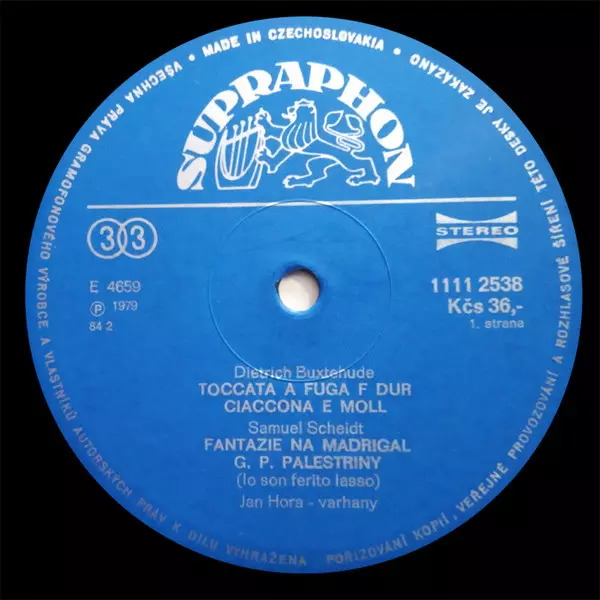 VŠECHNA PRÁVA GRAMOFONOVÉHO VÝROBCE A VLASTNÍKŮ AUTORSKÝCH PRÁV K DÍLU VYHRAŽENA
• MADE IN CZECHOSLOVAKIA •
POŘIZOVÁNÍ KOPIÍ, VEŘEJNÉ PROVOZOVÁNÍ A ROZHLASOVÉ ŠÍŘENÍ TÉTO DESKY JE ZAKÁZÁNO
SUPRAPHON
33
STEREO
E 4659
1111 2538
Ⓟ 1979
Kčs 36,-
84 2
1. strana
Dietrich Buxtehude
TOCCATA A FUGA F DUR
CIACCONA E MOLL
Samuel Scheidt
FANTAZIE NA MADRIGAL
G. P. PALESTRINY
(Io son ferito lasso)
Jan Hora - varhany